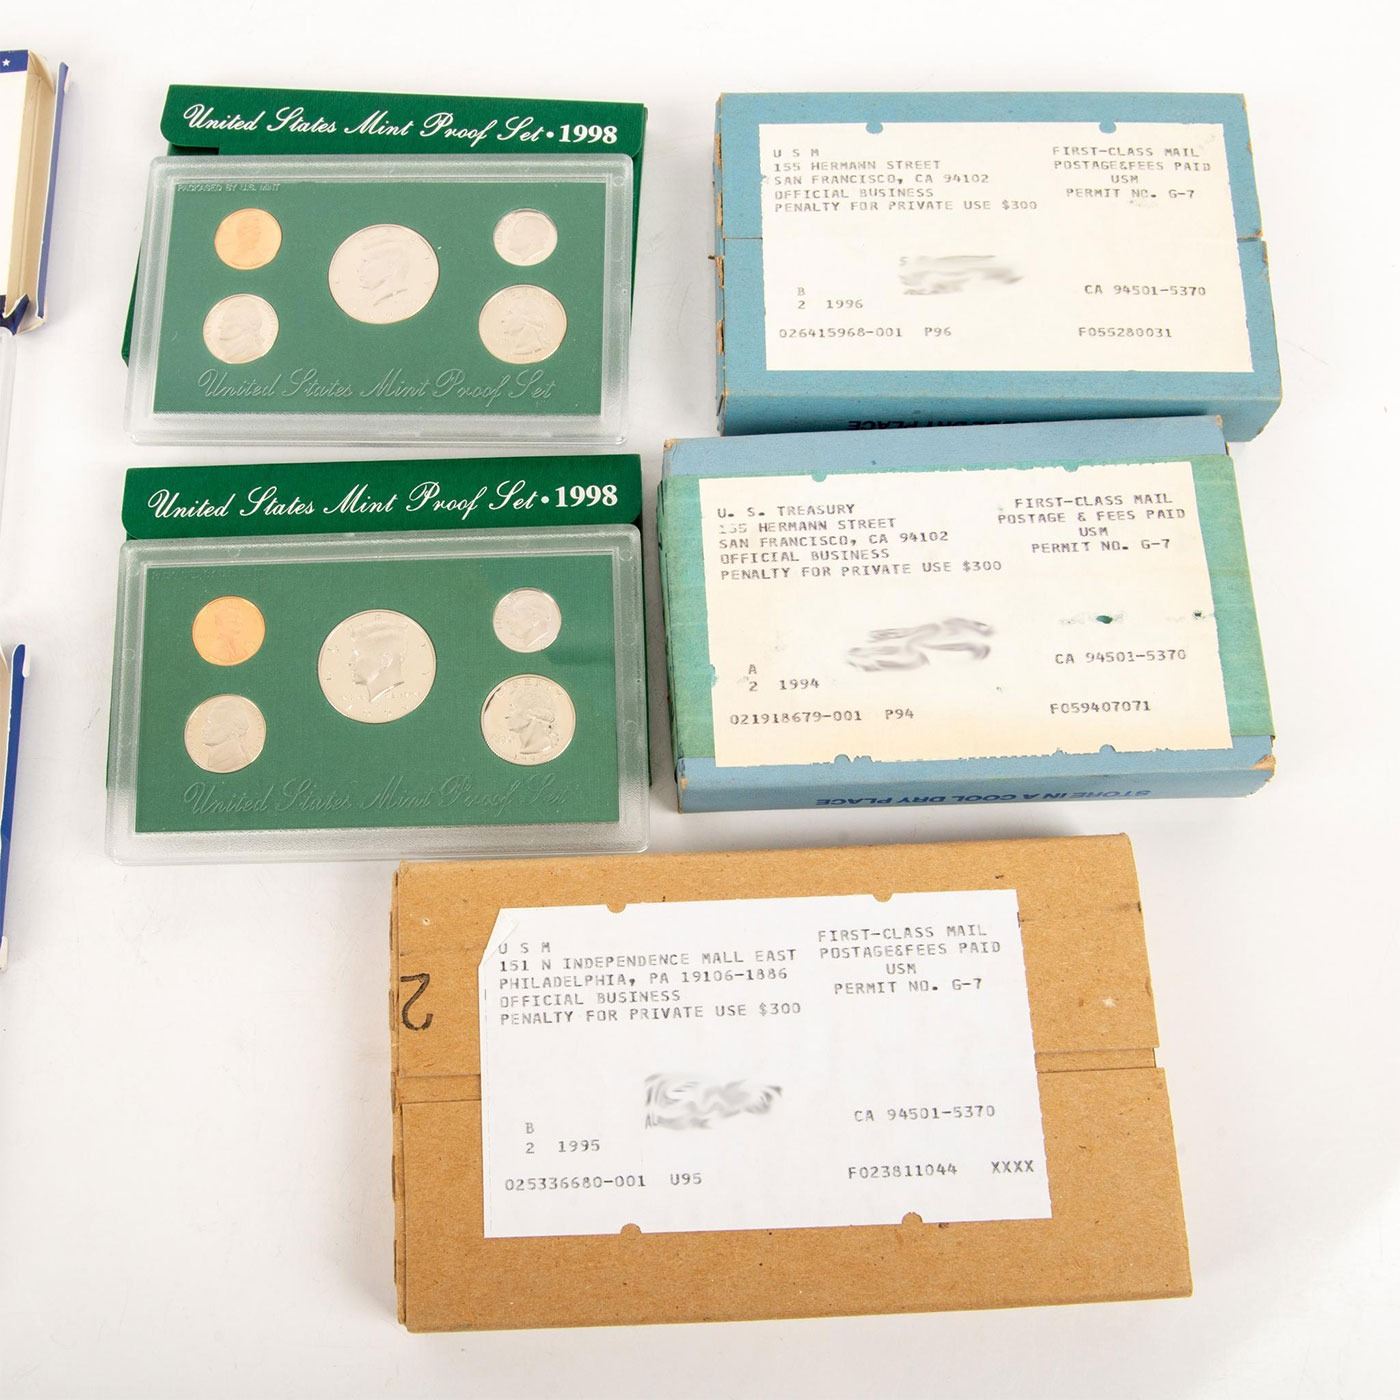 United States Mint Proof Set • 1998
PACKAGED BY U.S. MINT
United States Mint Proof Set
United States Mint Proof Set • 1998
United States Mint Proof Set
U S M
155 HERMANN STREET
SAN FRANCISCO, CA 94102
OFFICIAL BUSINESS
PENALTY FOR PRIVATE USE $300
FIRST-CLASS MAIL
POSTAGE&FEES PAID
USM
PERMIT NO. G-7
B
2 1996
CA 94501-5370
026415968-001 P96
F055280031
DRY PLACE
U. S. TREASURY
155 HERMANN STREET
SAN FRANCISCO, CA 94102
OFFICIAL BUSINESS
PENALTY FOR PRIVATE USE $300
FIRST-CLASS MAIL
POSTAGE & FEES PAID
USM
PERMIT NO. G-7
A
2 1994
CA 94501-5370
021918679-001 P94
F059407071
STORE IN A COOL DRY PLACE
2
U S M
151 N INDEPENDENCE MALL EAST
PHILADELPHIA, PA 19106-1886
OFFICIAL BUSINESS
PENALTY FOR PRIVATE USE $300
FIRST-CLASS MAIL
POSTAGE&FEES PAID
USM
PERMIT NO. G-7
B
2 1995
CA 94501-5370
025336680-001 U95
F023811044 XXXX